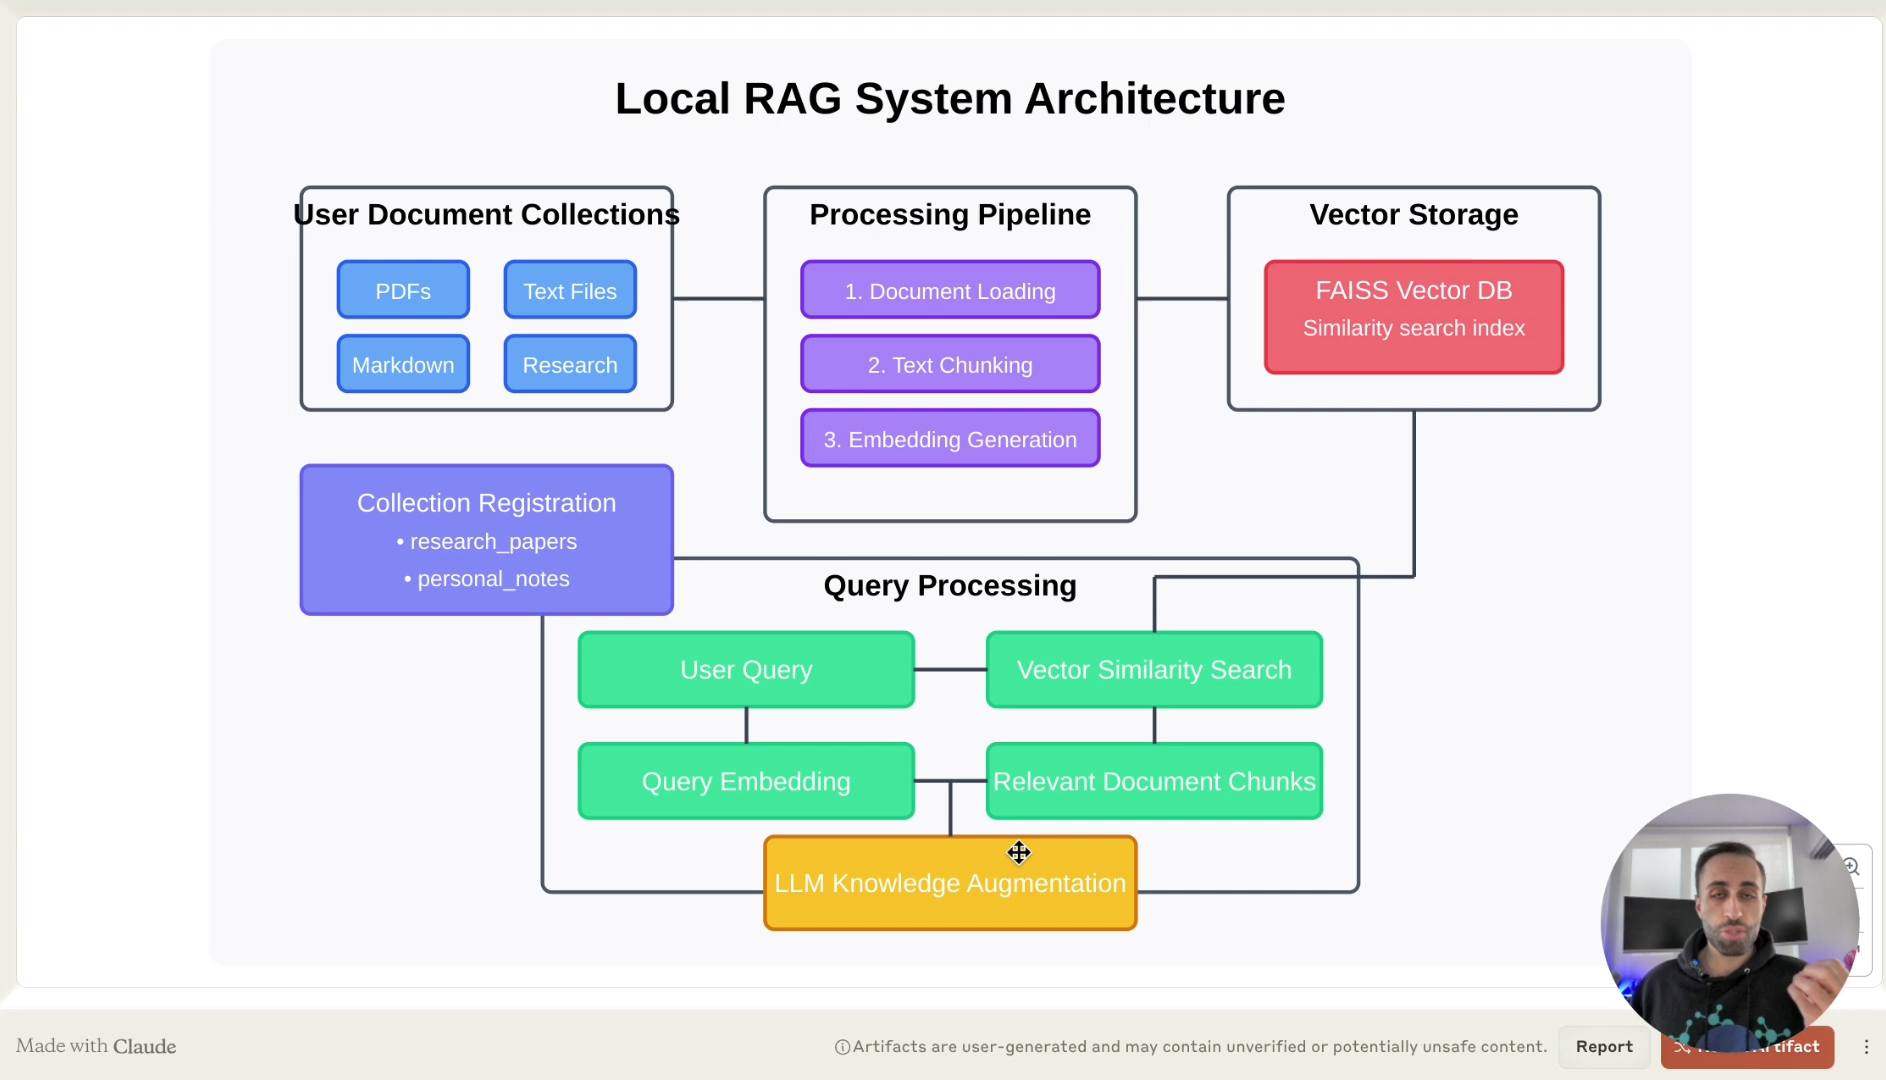 Local RAG System Architecture
User Document Collections
PDFs
Text Files
Markdown
Research
Processing Pipeline
1. Document Loading
2. Text Chunking
3. Embedding Generation
Vector Storage
FAISS Vector DB
Similarity search index
Collection Registration
• research_papers
• personal_notes
Query Processing
User Query
Vector Similarity Search
Query Embedding
Relevant Document Chunks
LLM Knowledge Augmentation
Made with Claude
Artifacts are user-generated and may contain unverified or potentially unsafe content.
Report
Artifact